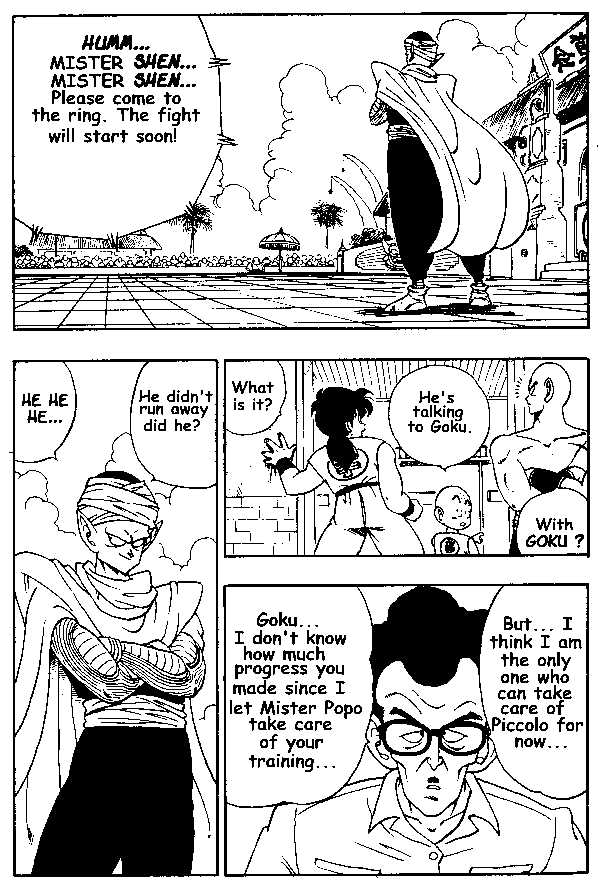 HUMM...
MISTER SHEN...
MISTER SHEN...
Please come to
the ring. The fight
will start soon!
HE HE
HE...
He didn't
run away
did he?
What
is it?
He's
talking
to Goku.
With
GOKU ?
Goku...
I don't know
how much
progress you
made since I
let Mister Popo
take care
of your
training...
But... I
think I am
the only
one who
can take
care of
Piccolo for
now...